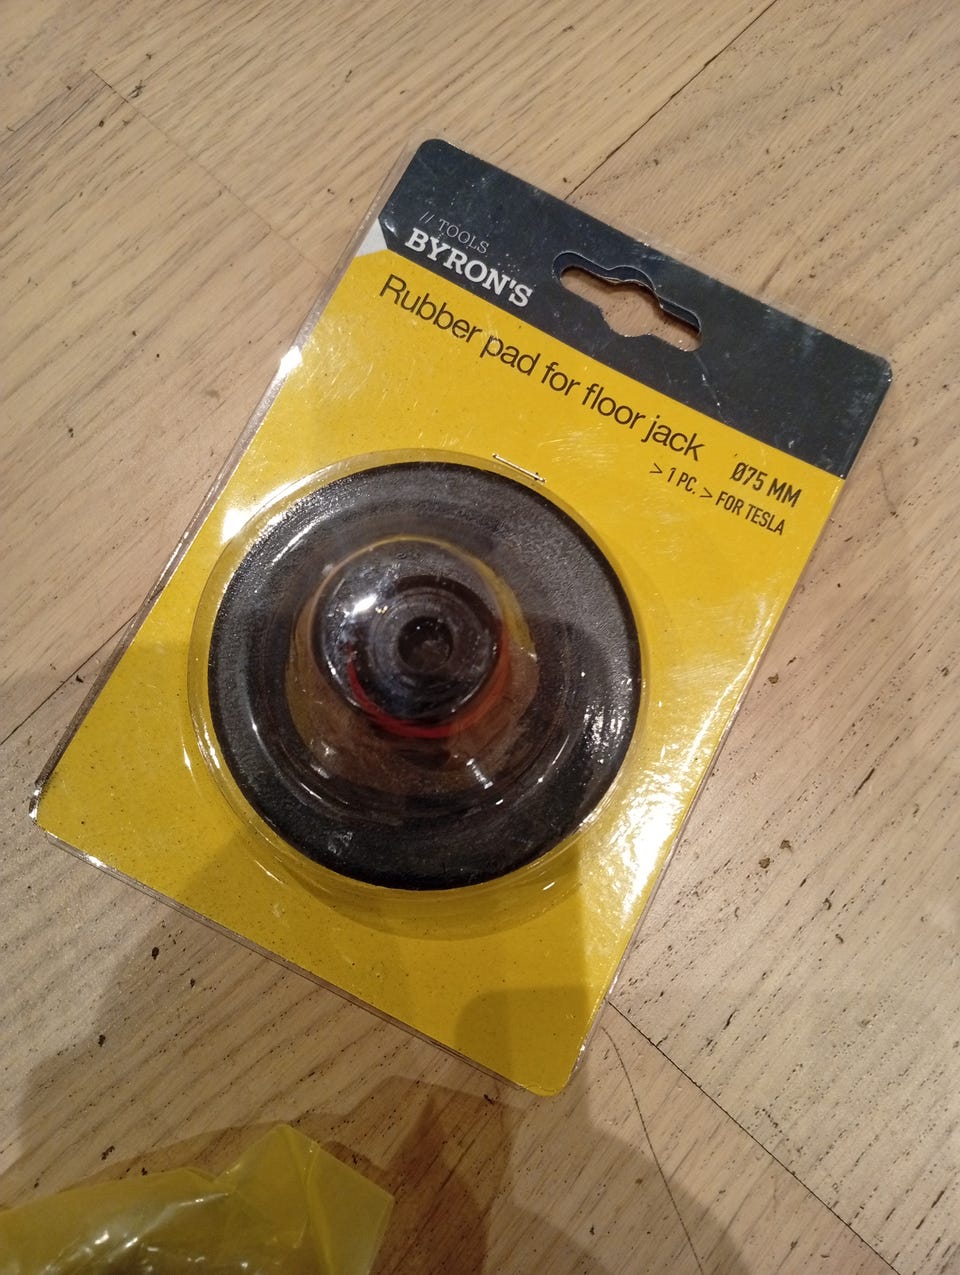 // TOOLS
BYRON'S
Rubber pad for floor jack
Ø75 MM
> 1 PC. > FOR TESLA